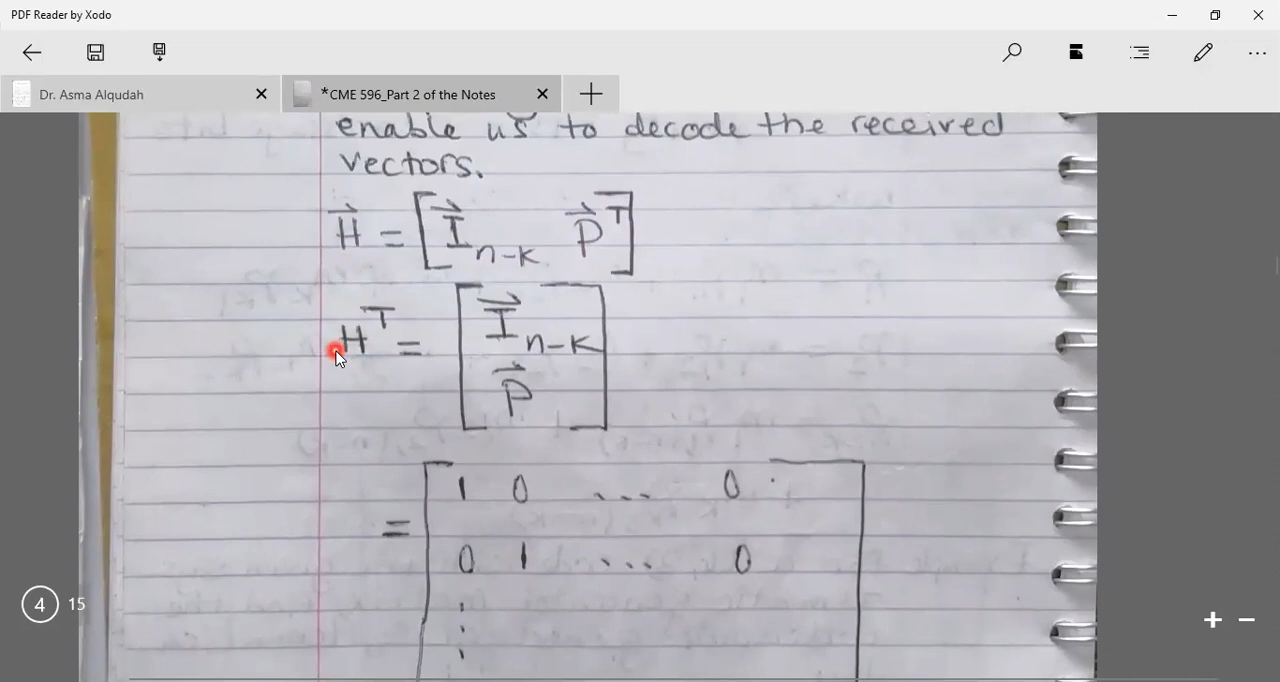 PDF Reader by Xodo
Dr. Asma Alqudah
*CME 596_Part 2 of the Notes
enable us to decode the received
vectors.
H⃗ = [I⃗n-k P⃗ᵀ]
Hᵀ = [I⃗n-k
P⃗]
= [1 0 ... 0
0 1 ... 0
⋮
4 15